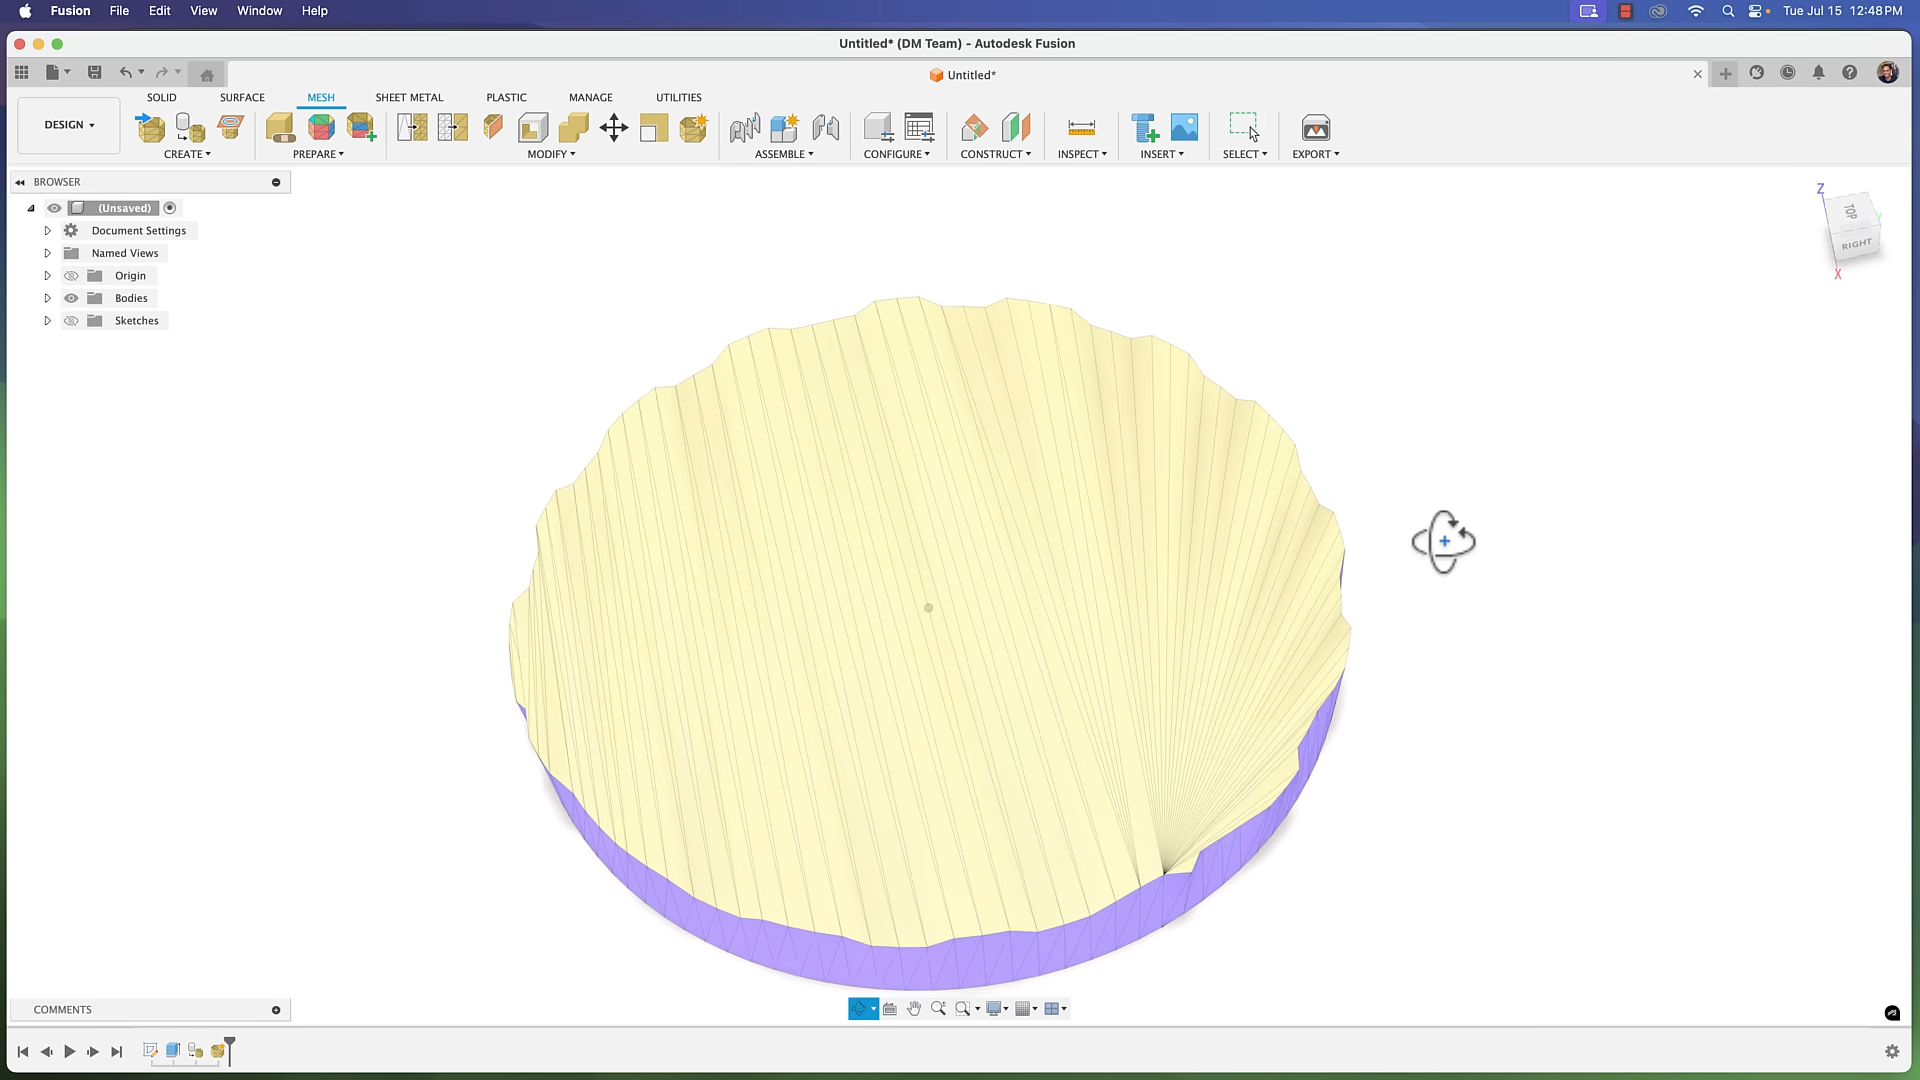 Fusion File Edit View Window Help Tue Jul 15 12:48 PM
Untitled* (DM Team) - Autodesk Fusion
Untitled*
SOLID SURFACE MESH SHEET METAL PLASTIC MANAGE UTILITIES
DESIGN
CREATE PREPARE MODIFY ASSEMBLE CONFIGURE CONSTRUCT INSPECT INSERT SELECT EXPORT
BROWSER
(Unsaved)
Document Settings
Named Views
Origin
Bodies
Sketches
Z
TOP
RIGHT
X
COMMENTS